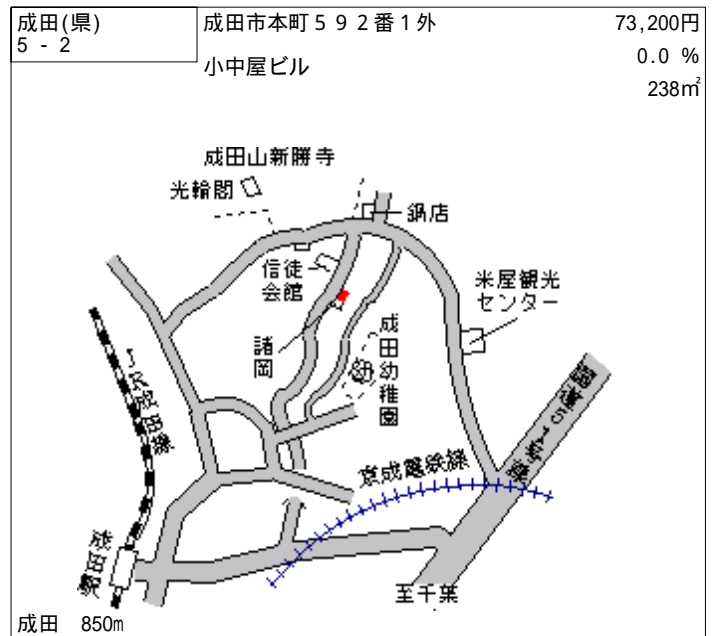 成田(県)
5 - 2
成田市本町592番1外
小中屋ビル
73,200円
0.0 %
238㎡
成田山新勝寺
光輪閣
鍋店
信徒
会館
米屋観光
センター
諸岡
成田幼稚園
幼
JR成田線
国道51号線
京成電鉄線
成田駅
至千葉
成田 850m